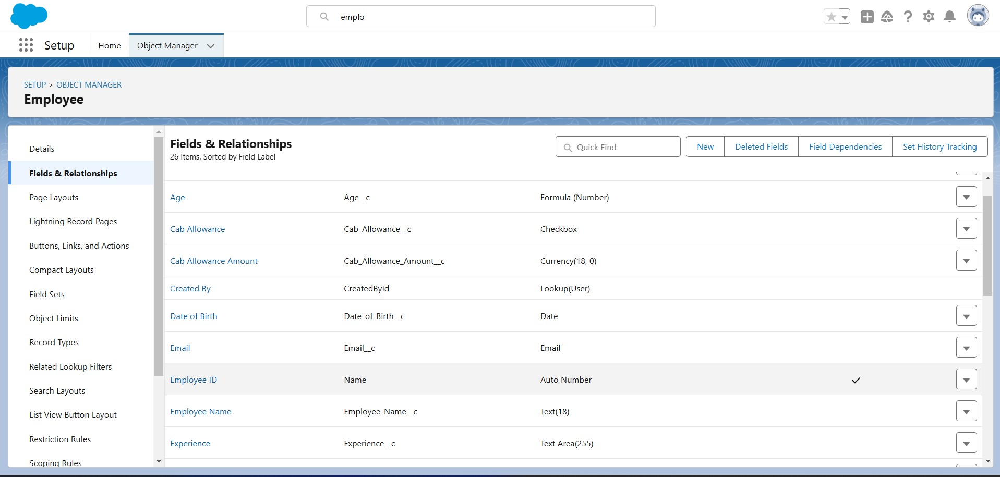 emplo
Setup
Home
Object Manager
SETUP > OBJECT MANAGER
Employee
Details
Fields & Relationships
Page Layouts
Lightning Record Pages
Buttons, Links, and Actions
Compact Layouts
Field Sets
Object Limits
Record Types
Related Lookup Filters
Search Layouts
List View Button Layout
Restriction Rules
Scoping Rules
Fields & Relationships
26 Items, Sorted by Field Label
Quick Find
New
Deleted Fields
Field Dependencies
Set History Tracking
Age Age__c Formula (Number)
Cab Allowance Cab_Allowance__c Checkbox
Cab Allowance Amount Cab_Allowance_Amount__c Currency(18, 0)
Created By CreatedById Lookup(User)
Date of Birth Date_of_Birth__c Date
Email Email__c Email
Employee ID Name Auto Number
Employee Name Employee_Name__c Text(18)
Experience Experience__c Text Area(255)